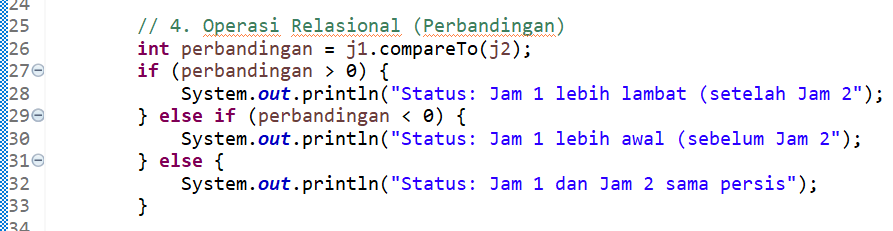 24
25 // 4. Operasi Relasional (Perbandingan)
26 int perbandingan = j1.compareTo(j2);
27 if (perbandingan > 0) {
28 System.out.println("Status: Jam 1 lebih lambat (setelah Jam 2");
29 } else if (perbandingan < 0) {
30 System.out.println("Status: Jam 1 lebih awal (sebelum Jam 2");
31 } else {
32 System.out.println("Status: Jam 1 dan Jam 2 sama persis");
33 }
34